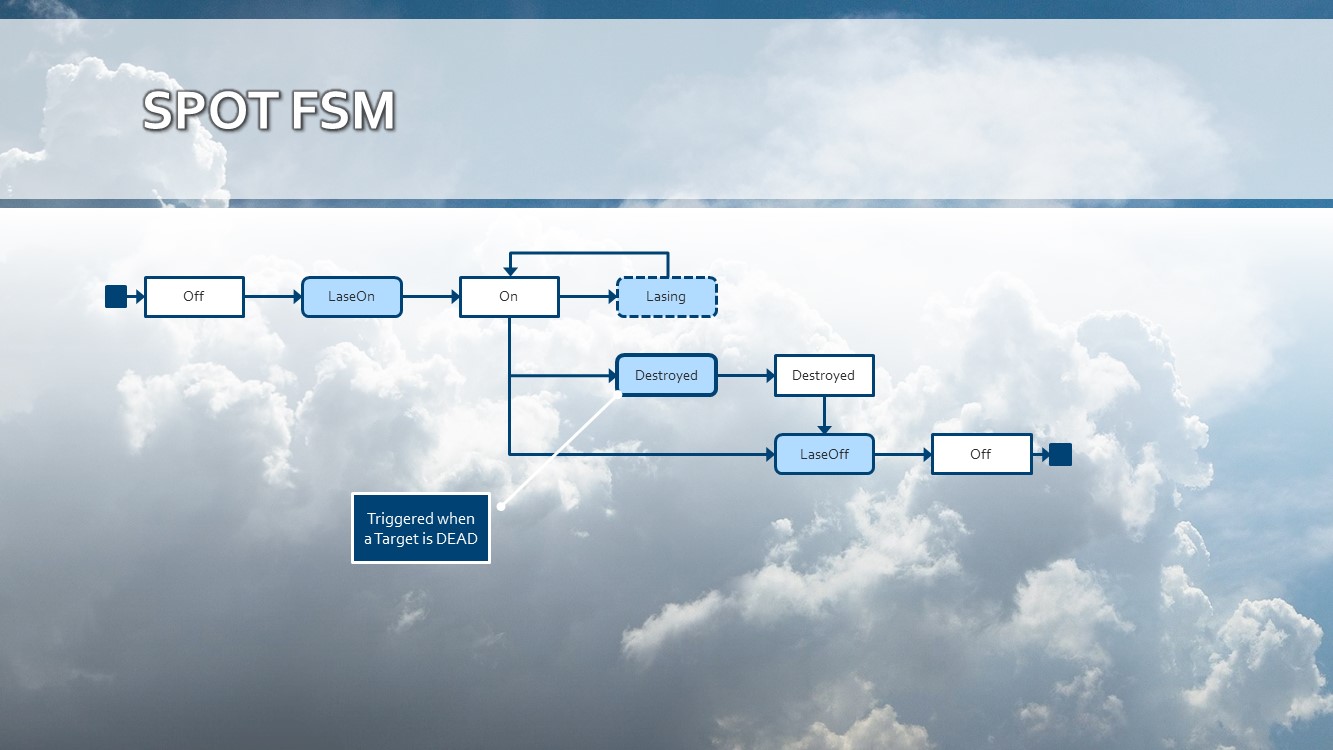 SPOT FSM
Off
LaseOn
On
Lasing
Destroyed
Destroyed
LaseOff
Off
Triggered when
a Target is DEAD